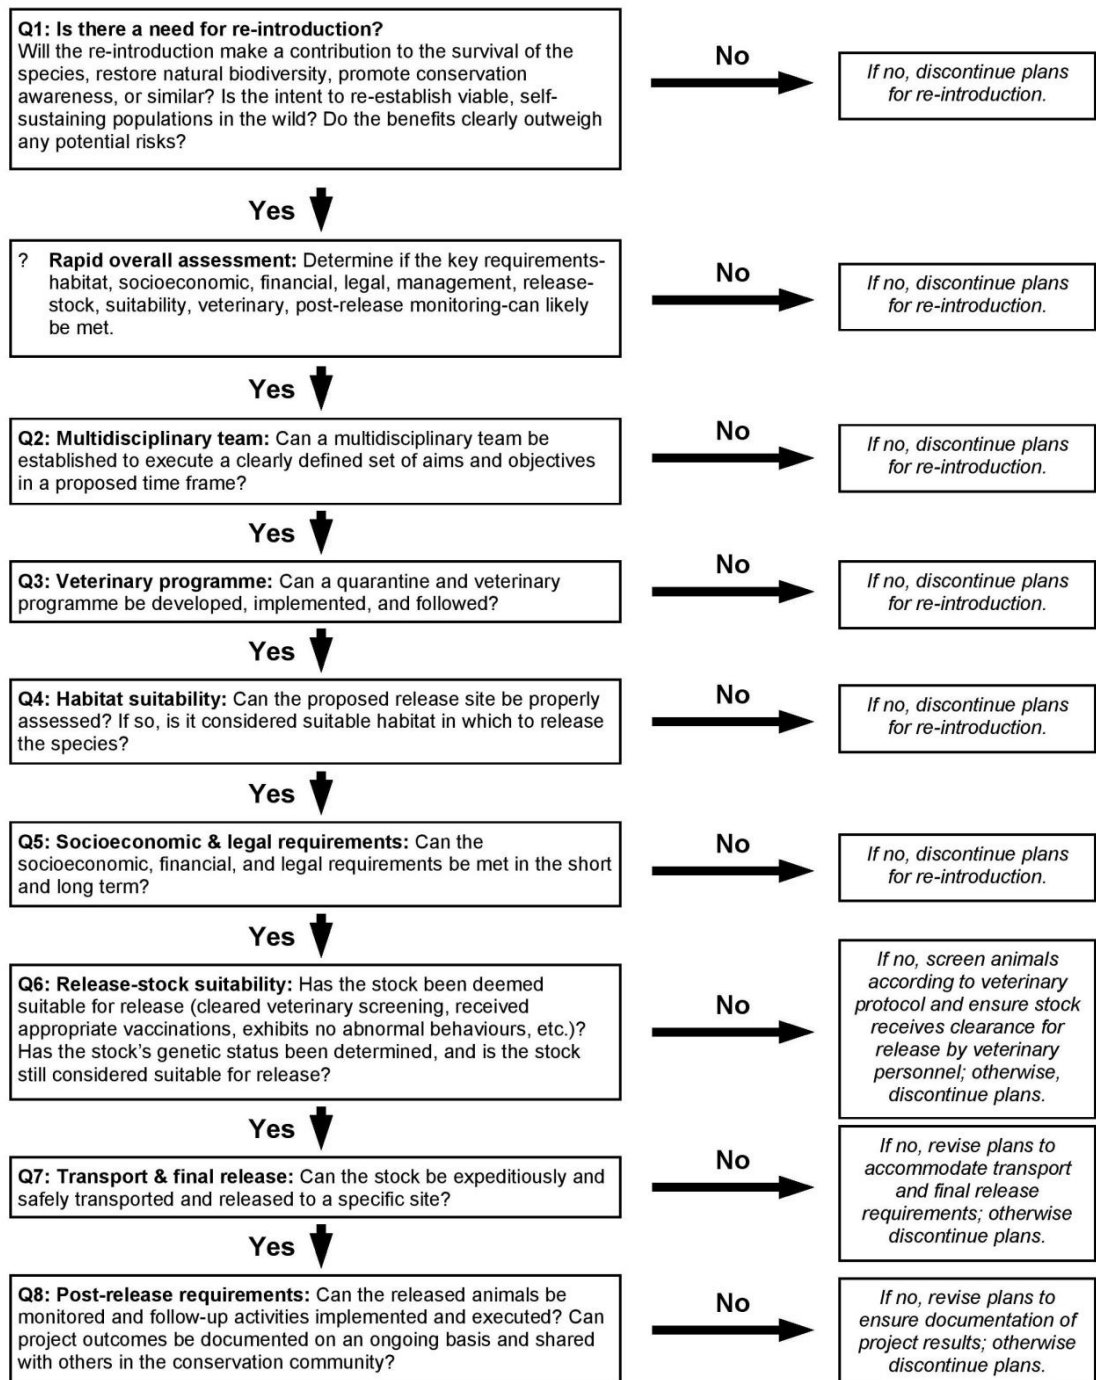 Q1: Is there a need for re-introduction?
Will the re-introduction make a contribution to the survival of the
species, restore natural biodiversity, promote conservation
awareness, or similar? Is the intent to re-establish viable, self-
sustaining populations in the wild? Do the benefits clearly outweigh
any potential risks?
No
If no, discontinue plans
for re-introduction.
Yes
? Rapid overall assessment: Determine if the key requirements-
habitat, socioeconomic, financial, legal, management, release-
stock, suitability, veterinary, post-release monitoring-can likely
be met.
No
If no, discontinue plans
for re-introduction.
Yes
Q2: Multidisciplinary team: Can a multidisciplinary team be
established to execute a clearly defined set of aims and objectives
in a proposed time frame?
No
If no, discontinue plans
for re-introduction.
Yes
Q3: Veterinary programme: Can a quarantine and veterinary
programme be developed, implemented, and followed?
No
If no, discontinue plans
for re-introduction.
Yes
Q4: Habitat suitability: Can the proposed release site be properly
assessed? If so, is it considered suitable habitat in which to release
the species?
No
If no, discontinue plans
for re-introduction.
Yes
Q5: Socioeconomic & legal requirements: Can the
socioeconomic, financial, and legal requirements be met in the short
and long term?
No
If no, discontinue plans
for re-introduction.
Yes
Q6: Release-stock suitability: Has the stock been deemed
suitable for release (cleared veterinary screening, received
appropriate vaccinations, exhibits no abnormal behaviours, etc.)?
Has the stock's genetic status been determined, and is the stock
still considered suitable for release?
No
If no, screen animals
according to veterinary
protocol and ensure stock
receives clearance for
release by veterinary
personnel; otherwise,
discontinue plans.
Yes
Q7: Transport & final release: Can the stock be expeditiously and
safely transported and released to a specific site?
No
If no, revise plans to
accommodate transport
and final release
requirements; otherwise
discontinue plans.
Yes
Q8: Post-release requirements: Can the released animals be
monitored and follow-up activities implemented and executed? Can
project outcomes be documented on an ongoing basis and shared
with others in the conservation community?
No
If no, revise plans to
ensure documentation of
project results; otherwise
discontinue plans.